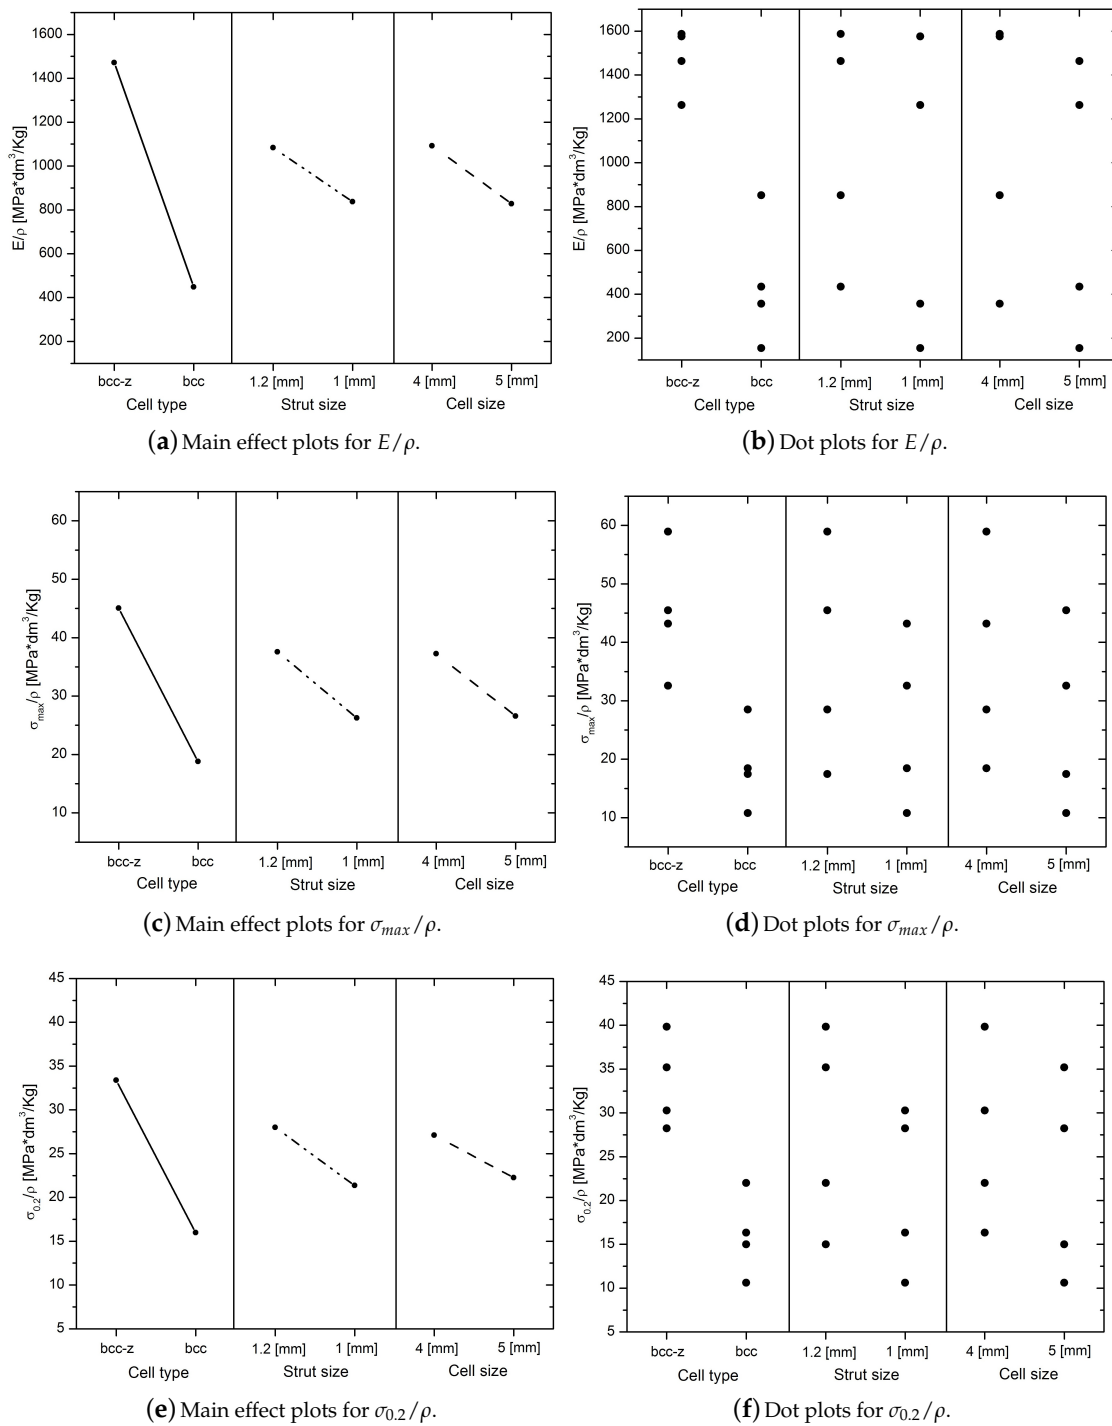 1600
1400
1200
1000
800
600
400
200
E/ρ [MPa*dm³/Kg]
bcc-z bcc 1.2 [mm] 1 [mm] 4 [mm] 5 [mm]
Cell type Strut size Cell size
(a) Main effect plots for E/ρ.
1600
1400
1200
1000
800
600
400
200
E/ρ [MPa*dm³/Kg]
bcc-z bcc 1.2 [mm] 1 [mm] 4 [mm] 5 [mm]
Cell type Strut size Cell size
(b) Dot plots for E/ρ.
60
50
40
30
20
10
σmax/ρ [MPa*dm³/Kg]
bcc-z bcc 1.2 [mm] 1 [mm] 4 [mm] 5 [mm]
Cell type Strut size Cell size
(c) Main effect plots for σmax/ρ.
60
50
40
30
20
10
σmax/ρ [MPa*dm³/Kg]
bcc-z bcc 1.2 [mm] 1 [mm] 4 [mm] 5 [mm]
Cell type Strut size Cell size
(d) Dot plots for σmax/ρ.
45
40
35
30
25
20
15
10
5
σ0.2/ρ [MPa*dm³/Kg]
bcc-z bcc 1.2 [mm] 1 [mm] 4 [mm] 5 [mm]
Cell type Strut size Cell size
(e) Main effect plots for σ0.2/ρ.
45
40
35
30
25
20
15
10
5
σ0.2/ρ [MPa*dm³/Kg]
bcc-z bcc 1.2 [mm] 1 [mm] 4 [mm] 5 [mm]
Cell type Strut size Cell size
(f) Dot plots for σ0.2/ρ.